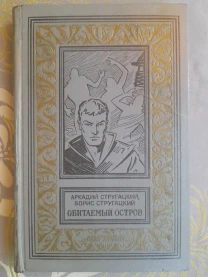 АРКАДИЙ СТРУГАЦКИЙ,
БОРИС СТРУГАЦКИЙ
ОБИТАЕМЫЙ ОСТРОВ